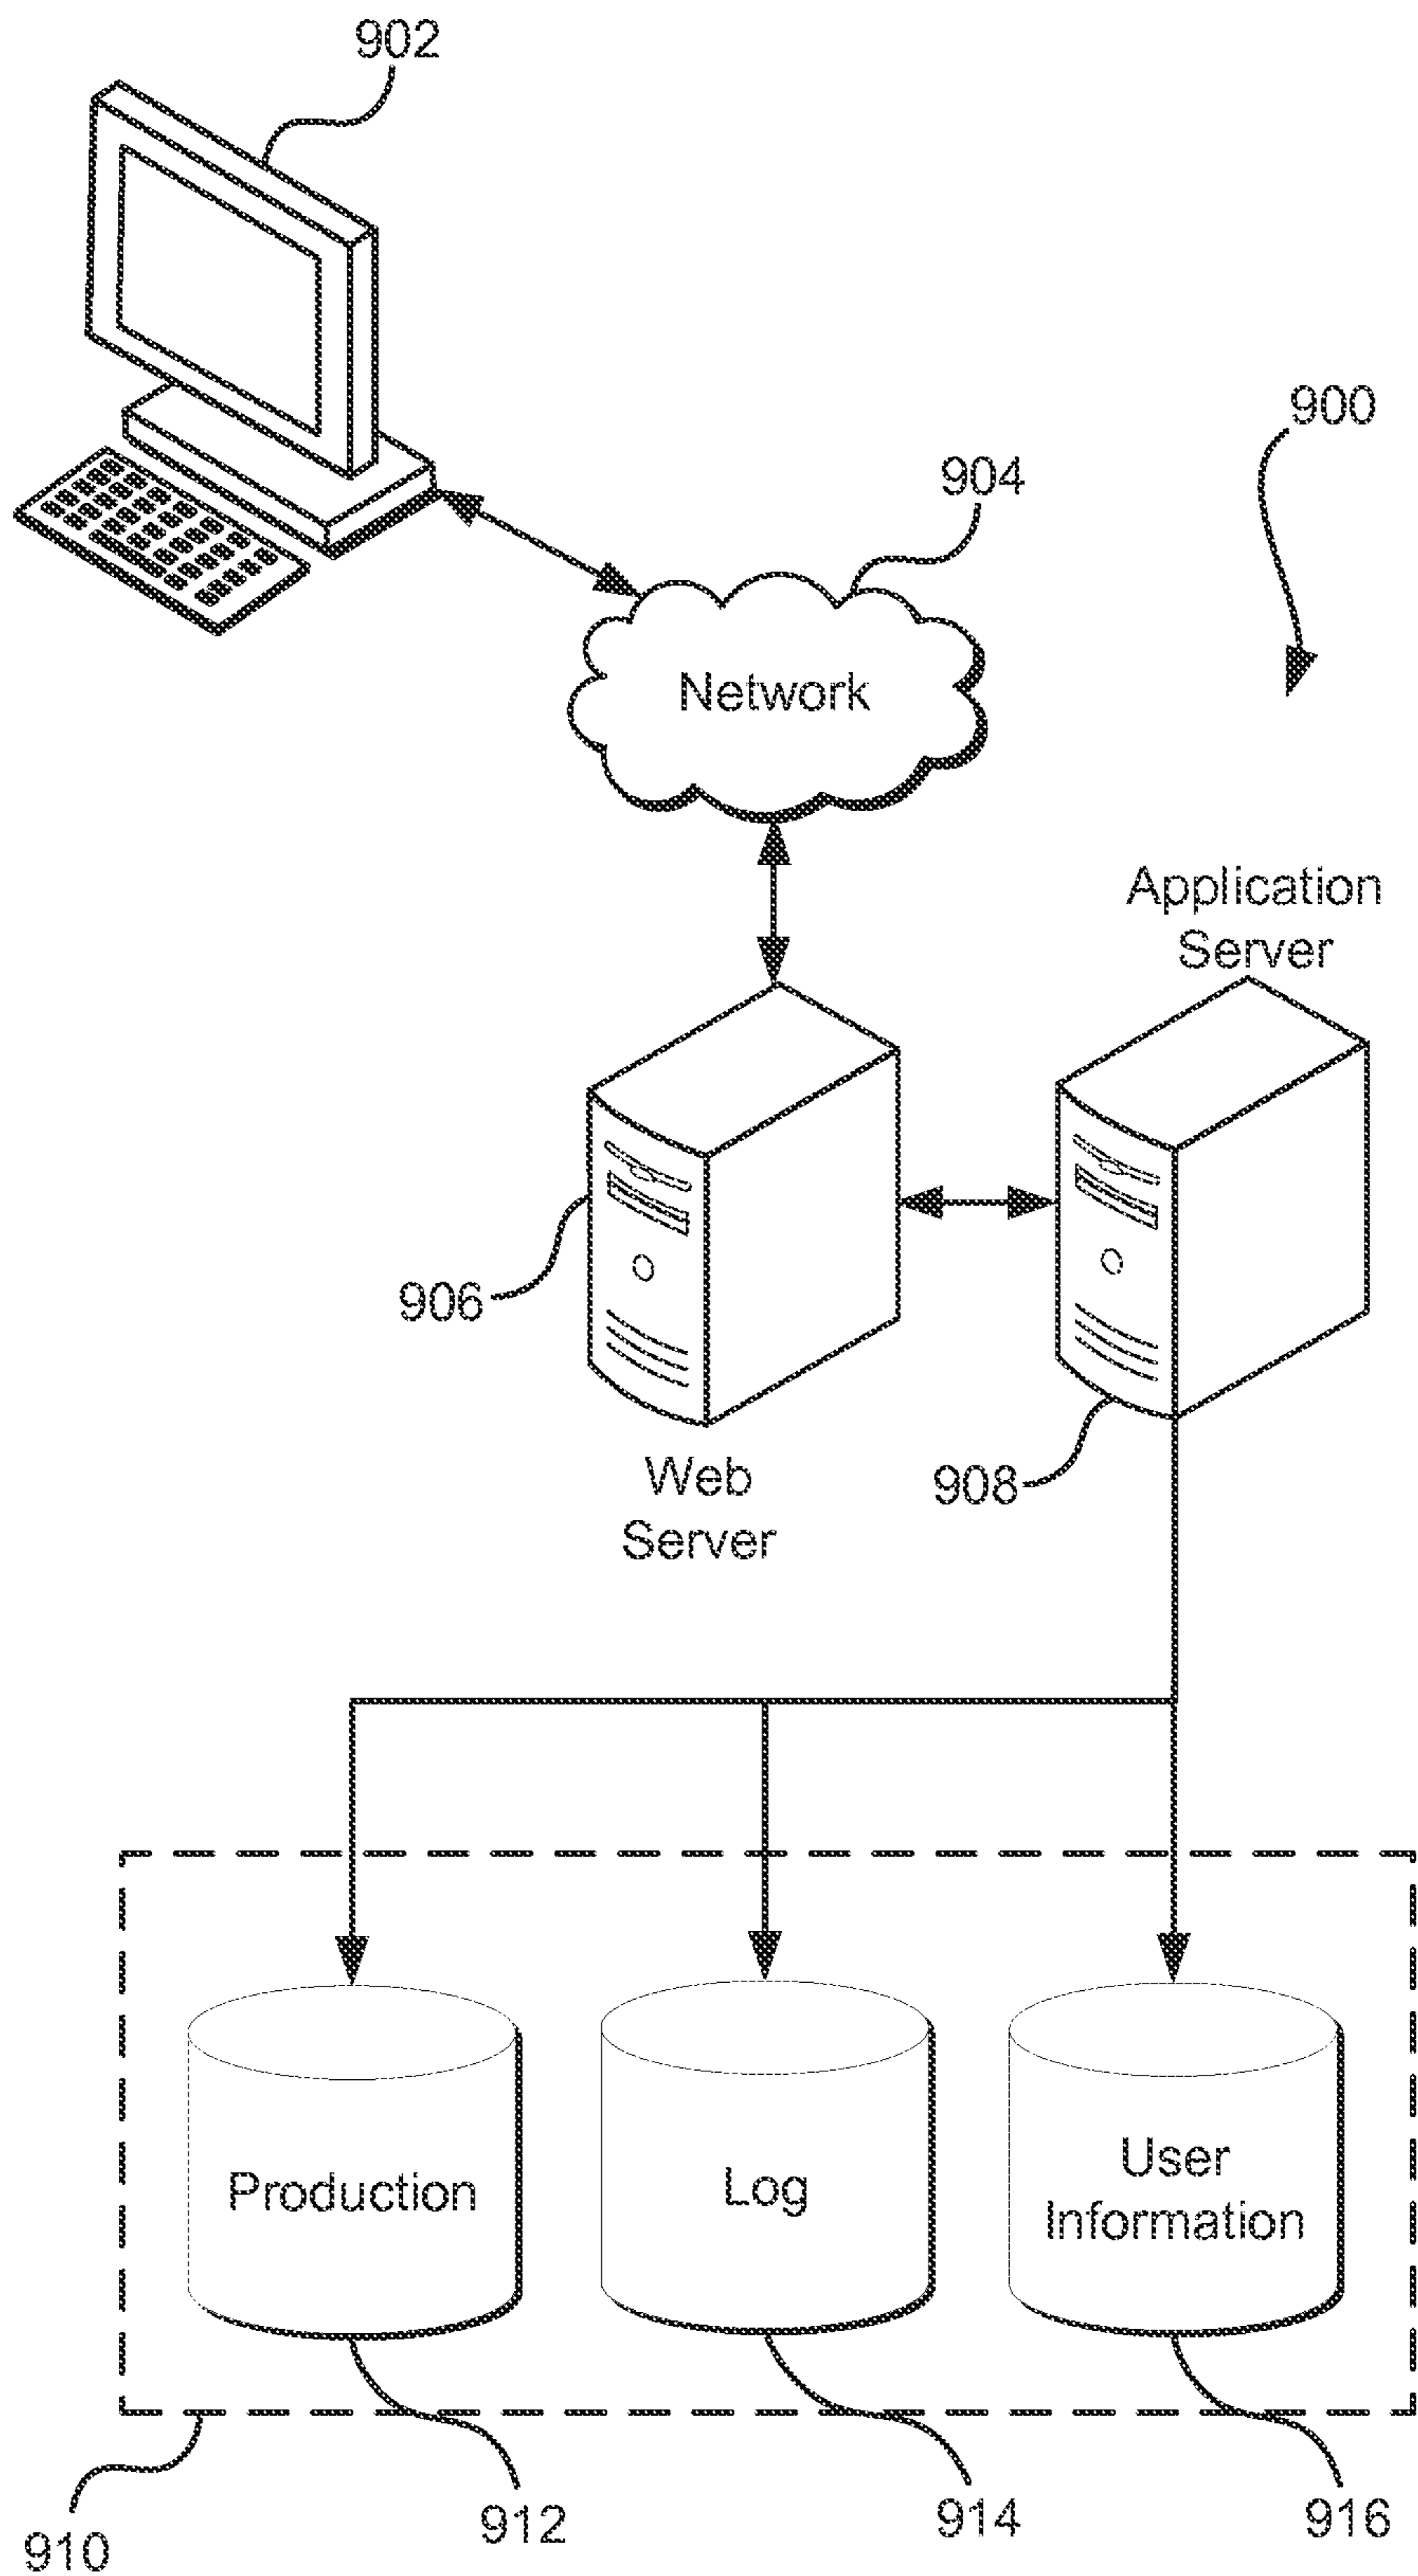 902
900
904
Network
Application
Server
906
908
Web
Server
Production
Log
User
Information
910
912
914
916